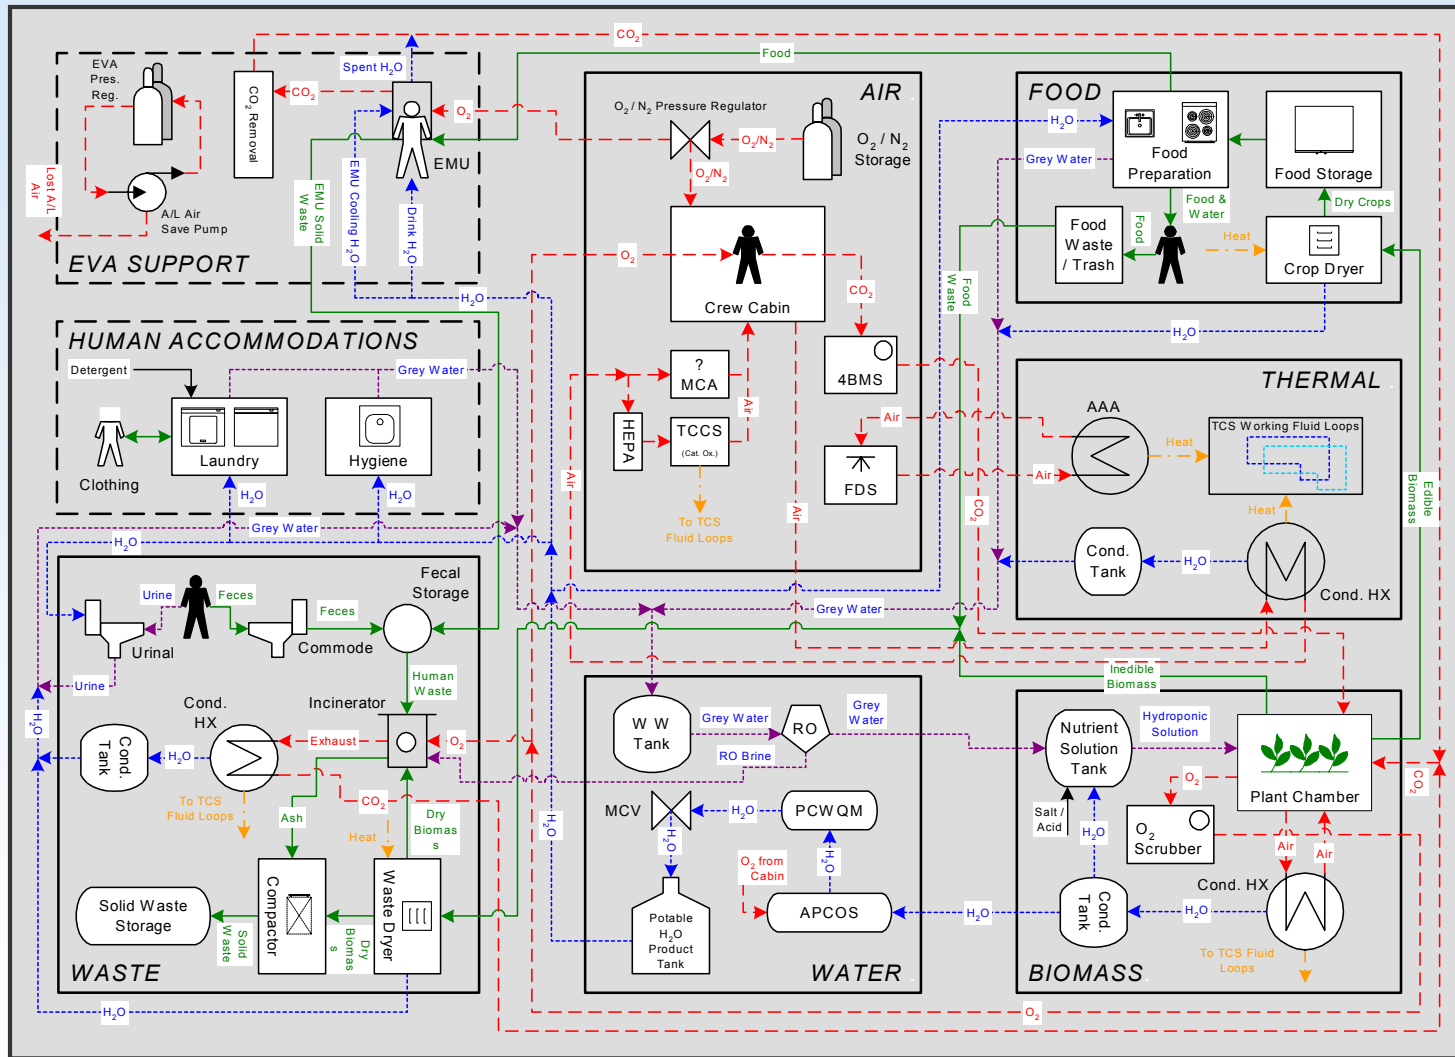 CO2
EVA
Pres.
Reg.
CO2 Removal
Spent H2O
CO2
O2
EMU
Lost A/L
Air
A/L Air
Save Pump
EMU Solid
Waste
EMU Cooling H2O
Drink H2O
H2O
EVA SUPPORT
Food
AIR
O2 / N2 Pressure Regulator
O2/N2
O2/N2
O2 / N2
Storage
O2
Crew Cabin
CO2
4BMS
?
MCA
HEPA
TCCS
(Cat. Ox.)
Air
Air
Air
To TCS
Fluid Loops
Air
FDS
Air
CO2
FOOD
H2O
Grey Water
Food
Preparation
Food Storage
Food &
Water
Dry Crops
Food
Waste
/ Trash
Food
Heat
Crop Dryer
Food
Waste
H2O
Edible
Biomass
THERMAL
AAA
Heat
TCS Working Fluid Loops
Heat
Cond.
Tank
H2O
Cond. HX
HUMAN ACCOMMODATIONS
Detergent
Grey Water
Clothing
Laundry
Hygiene
H2O
H2O
Grey Water
H2O
Fecal
Storage
Urine
Feces
Feces
Urinal
Commode
Urine
Human
Waste
H2O
Cond.
HX
Incinerator
Cond.
Tank
H2O
Exhaust
O2
RO Brine
To TCS
Fluid Loops
CO2
Ash
Heat
Dry
Biomas
s
Solid Waste
Storage
Solid
Waste
Compactor
Dry
Biomas
s
Waste Dryer
WASTE
H2O
Grey Water
H2O
W W
Tank
Grey Water
RO
Grey
Water
MCV
H2O
PCWQM
H2O
H2O
O2 from
Cabin
APCOS
Potable
H2O
Product
Tank
WATER
H2O
Inedible
Biomass
Nutrient
Solution
Tank
Hydroponic
Solution
Plant Chamber
CO2
O2
Salt /
Acid
H2O
O2
Scrubber
Air
Air
Cond. HX
Cond.
Tank
H2O
To TCS Fluid
Loops
BIOMASS
O2